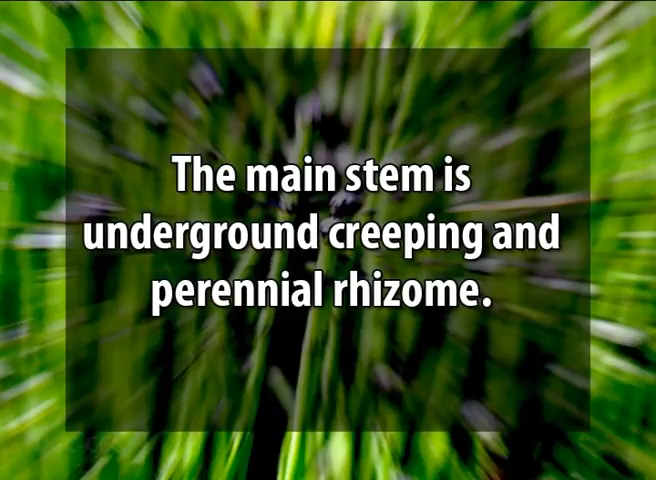 The main stem is
underground creeping and
perennial rhizome.